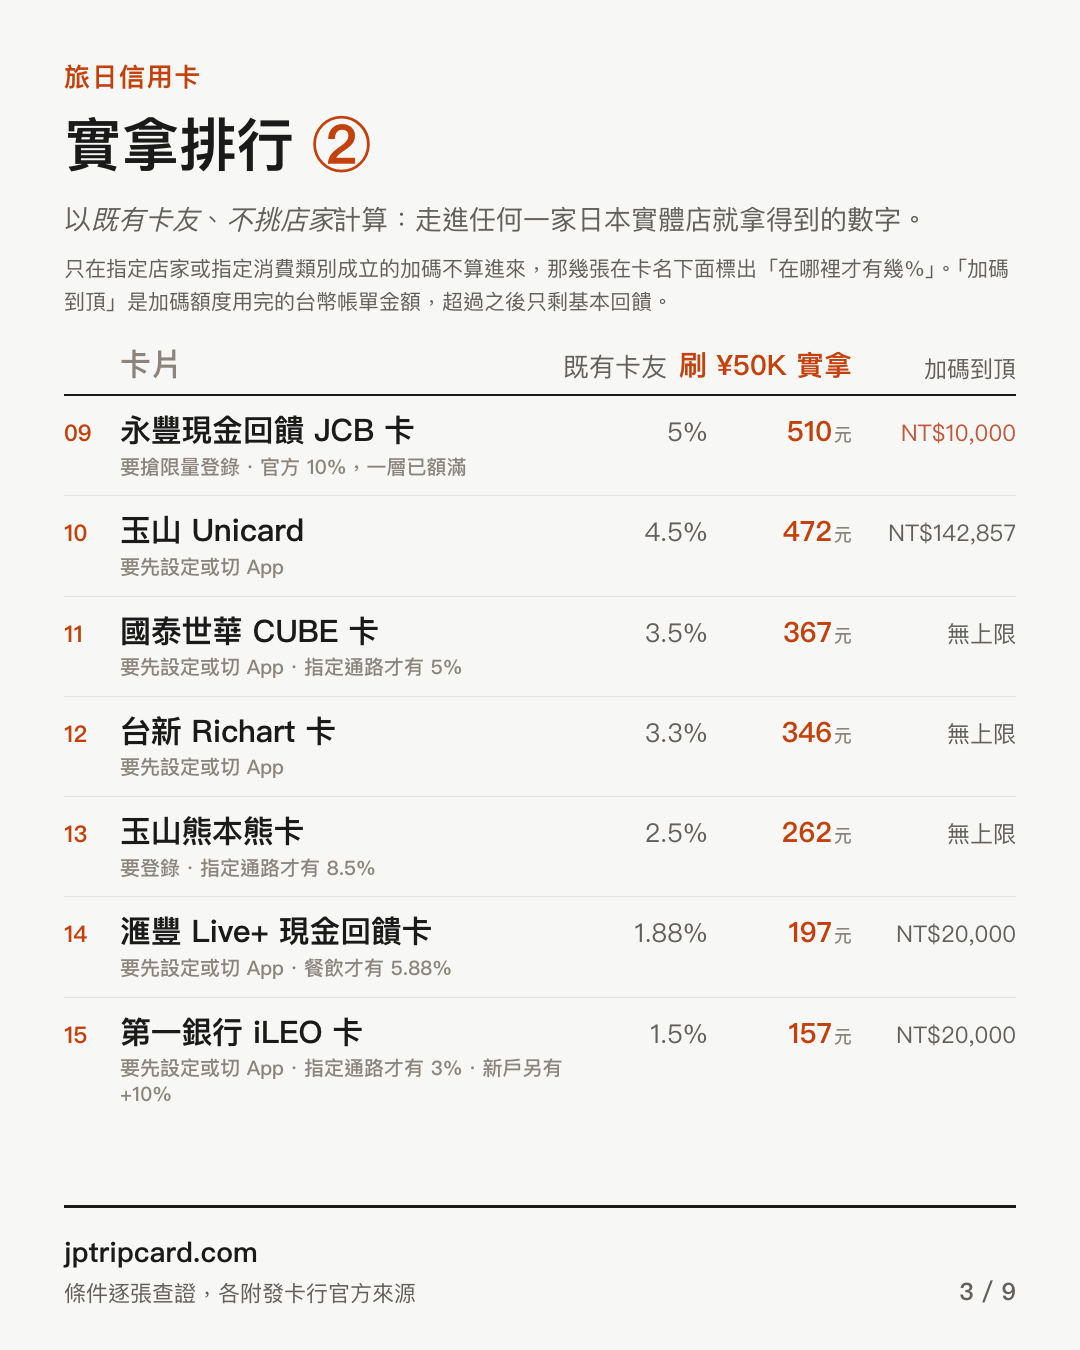 旅日信用卡
實拿排行 ②
以既有卡友、不挑店家計算：走進任何一家日本實體店就拿得到的數字。
只在指定店家或指定消費類別成立的加碼不算進來，那幾張在卡名下面標出「在哪裡才有幾%」。「加碼
到頂」是加碼額度用完的台幣帳單金額，超過之後只剩基本回饋。
卡片 既有卡友 刷 ¥50K 實拿 加碼到頂
09 永豐現金回饋 JCB 卡 5% 510元 NT$10,000
要搶限量登錄 · 官方 10%，一層已額滿
10 玉山 Unicard 4.5% 472元 NT$142,857
要先設定或切 App
11 國泰世華 CUBE 卡 3.5% 367元 無上限
要先設定或切 App · 指定通路才有 5%
12 台新 Richart 卡 3.3% 346元 無上限
要先設定或切 App
13 玉山熊本熊卡 2.5% 262元 無上限
要登錄 · 指定通路才有 8.5%
14 滙豐 Live+ 現金回饋卡 1.88% 197元 NT$20,000
要先設定或切 App · 餐飲才有 5.88%
15 第一銀行 iLEO 卡 1.5% 157元 NT$20,000
要先設定或切 App · 指定通路才有 3% · 新戶另有
+10%
jptripcard.com
條件逐張查證，各附發卡行官方來源 3 / 9